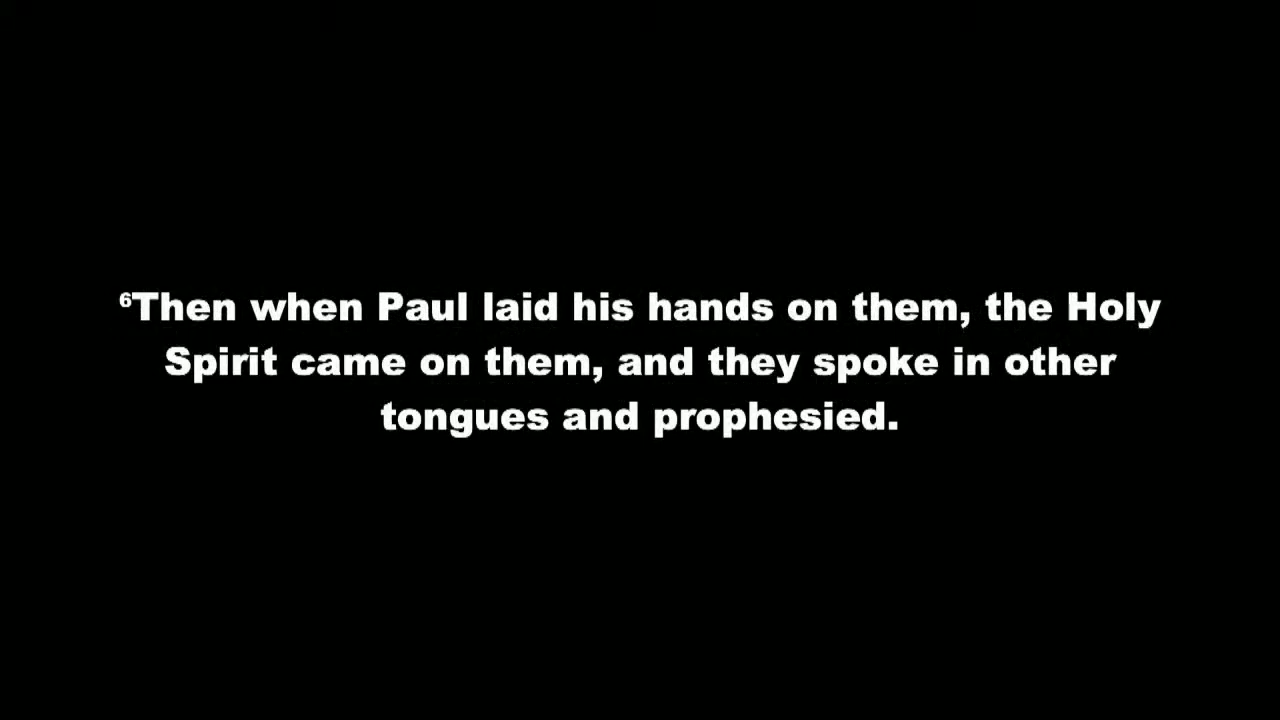 ⁶Then when Paul laid his hands on them, the Holy
Spirit came on them, and they spoke in other
tongues and prophesied.